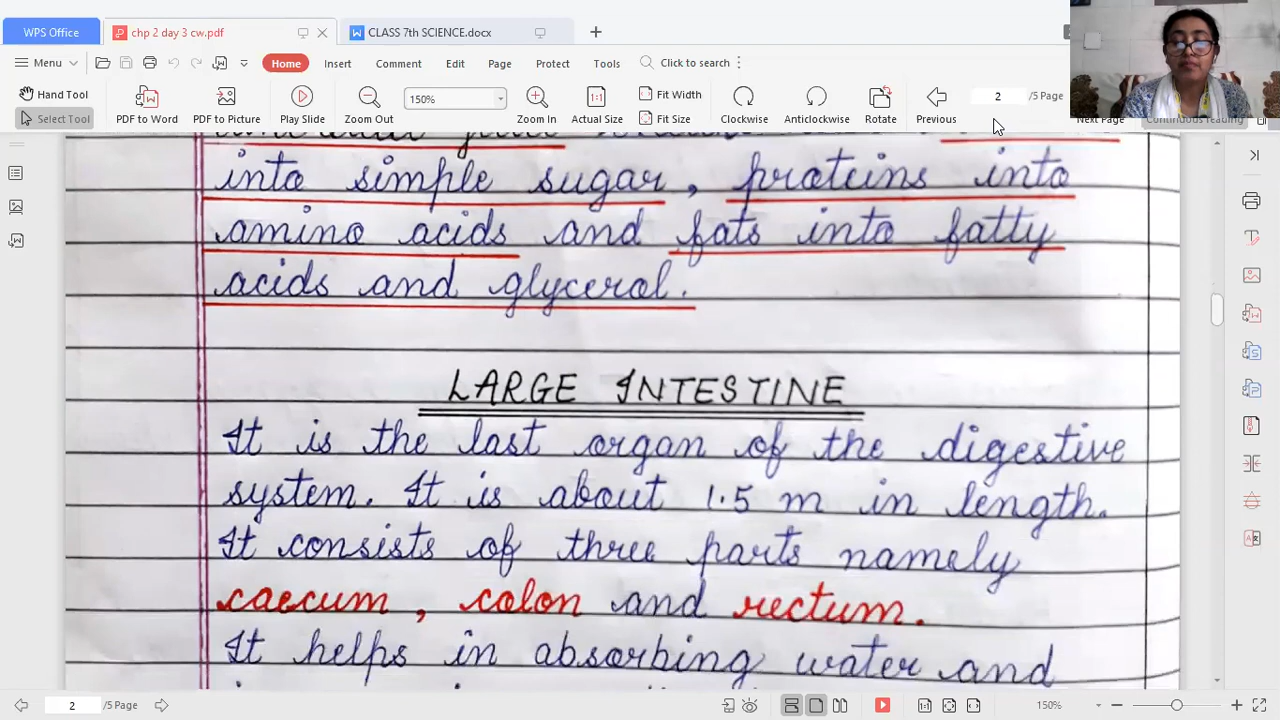 WPS Office
chp 2 day 3 cw.pdf
CLASS 7th SCIENCE.docx
Menu
Home
Insert
Comment
Edit
Page
Protect
Tools
Click to search
Hand Tool
Select Tool
PDF to Word
PDF to Picture
Play Slide
Zoom Out
150%
Zoom In
Actual Size
Fit Width
Fit Size
Clockwise
Anticlockwise
Rotate
Previous
2 /5 Page
Next Page
Continuous reading
into simple sugar, proteins into
amino acids and fats into fatty
acids and glycerol.
LARGE INTESTINE
It is the last organ of the digestive
system. It is about 1.5 m in length.
It consists of three parts namely
caecum, colon and rectum.
It helps in absorbing water and
2 /5 Page
150%